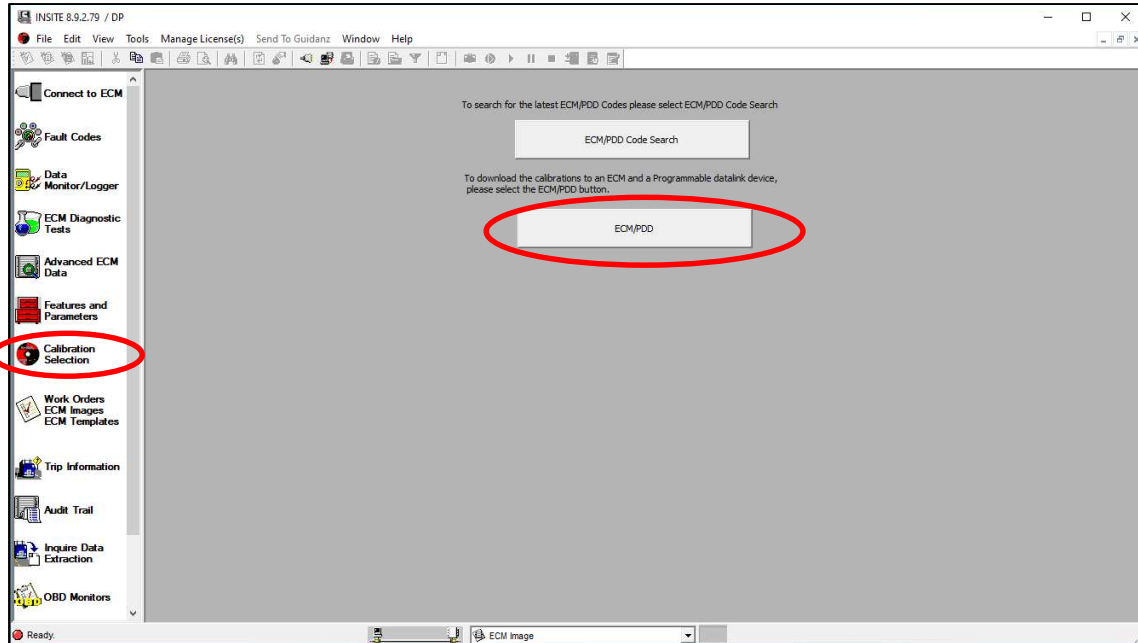 INSITE 8.9.2.79 / DP
File Edit View Tools Manage License(s) Send To Guidanz Window Help
Connect to ECM
Fault Codes
Data
Monitor/Logger
ECM Diagnostic
Tests
Advanced ECM
Data
Features and
Parameters
Calibration
Selection
Work Orders
ECM Images
ECM Templates
Trip Information
Audit Trail
Inquire Data
Extraction
OBD Monitors
To search for the latest ECM/PDD Codes please select ECM/PDD Code Search
ECM/PDD Code Search
To download the calibrations to an ECM and a Programmable datalink device,
please select the ECM/PDD button.
ECM/PDD
Ready.
ECM Image